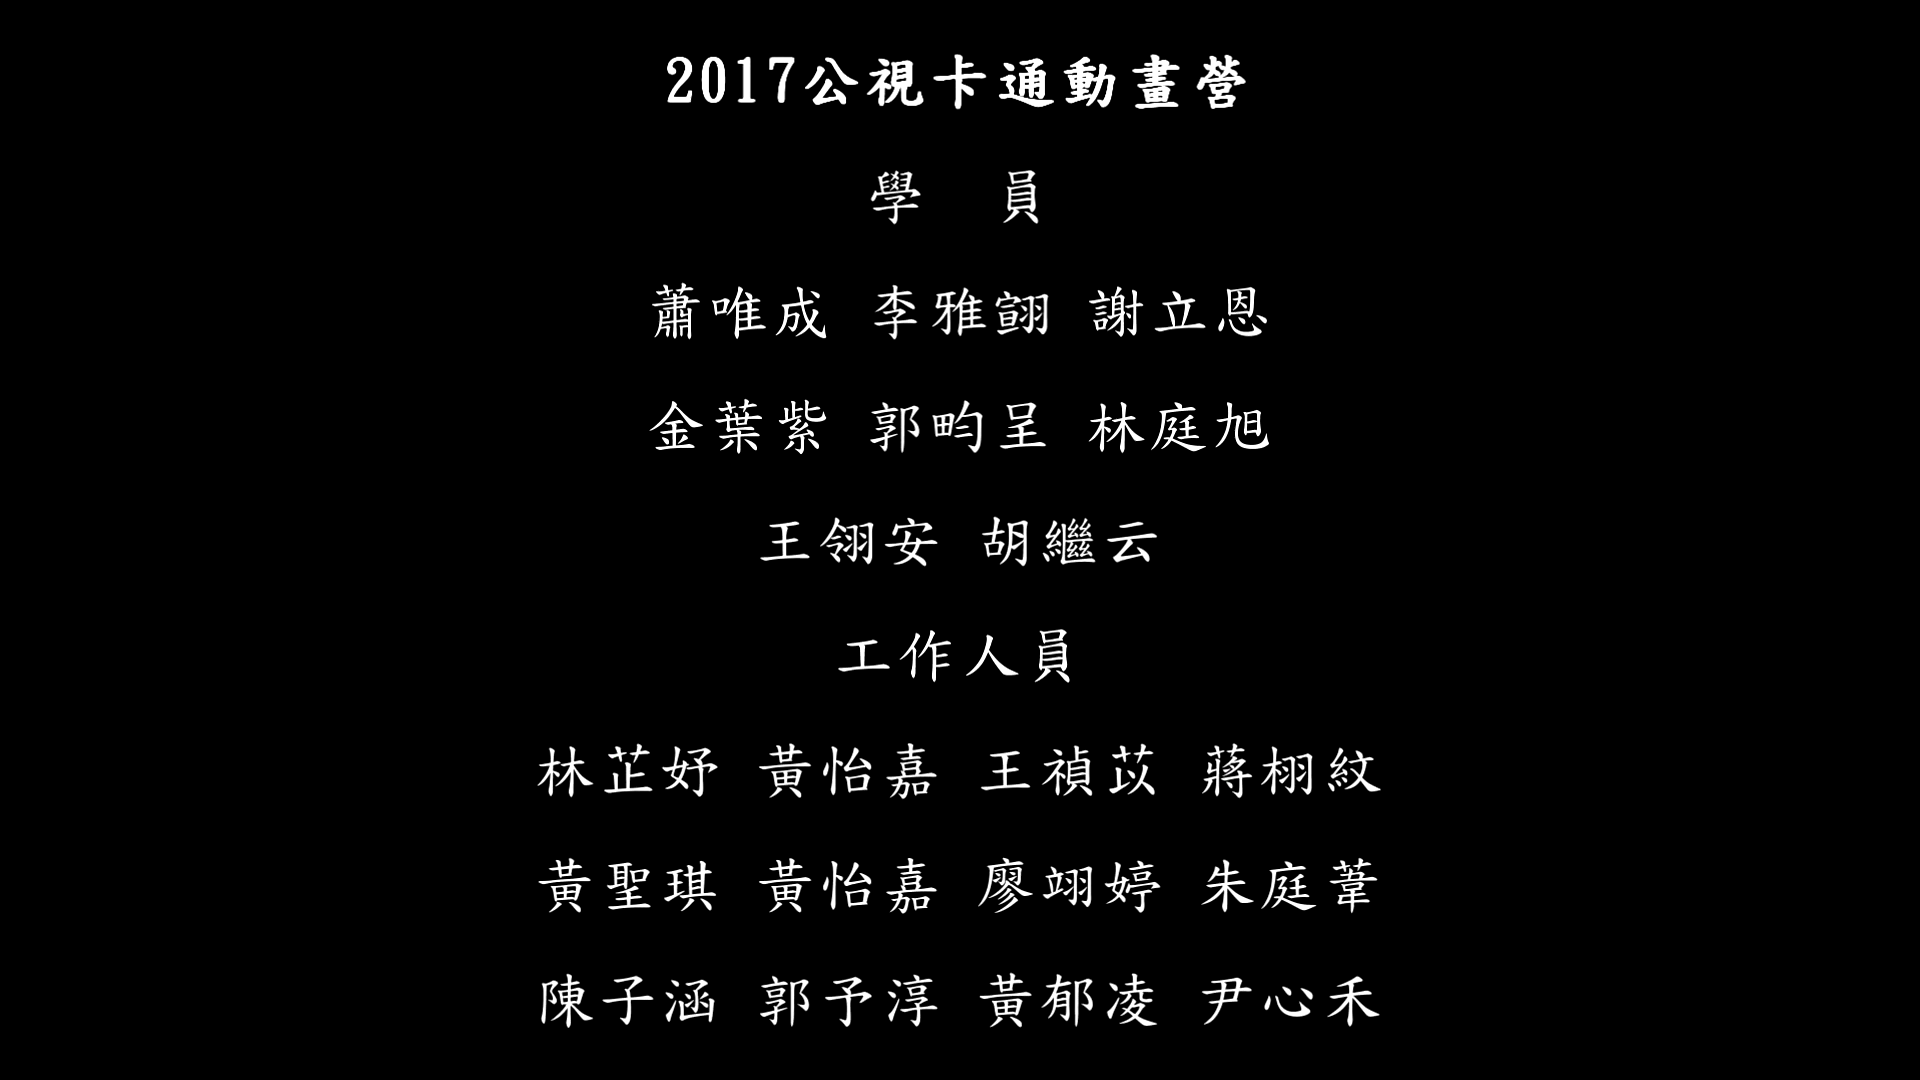 2017公視卡通動畫營
學 員
蕭唯成 李雅翧 謝立恩
金葉紫 郭畇呈 林庭旭
王翎安 胡繼云
工作人員
林芷妤 黃怡嘉 王禎苡 蔣栩紋
黃聖琪 黃怡嘉 廖翊婷 朱庭葦
陳子涵 郭予淳 黃郁凌 尹心禾